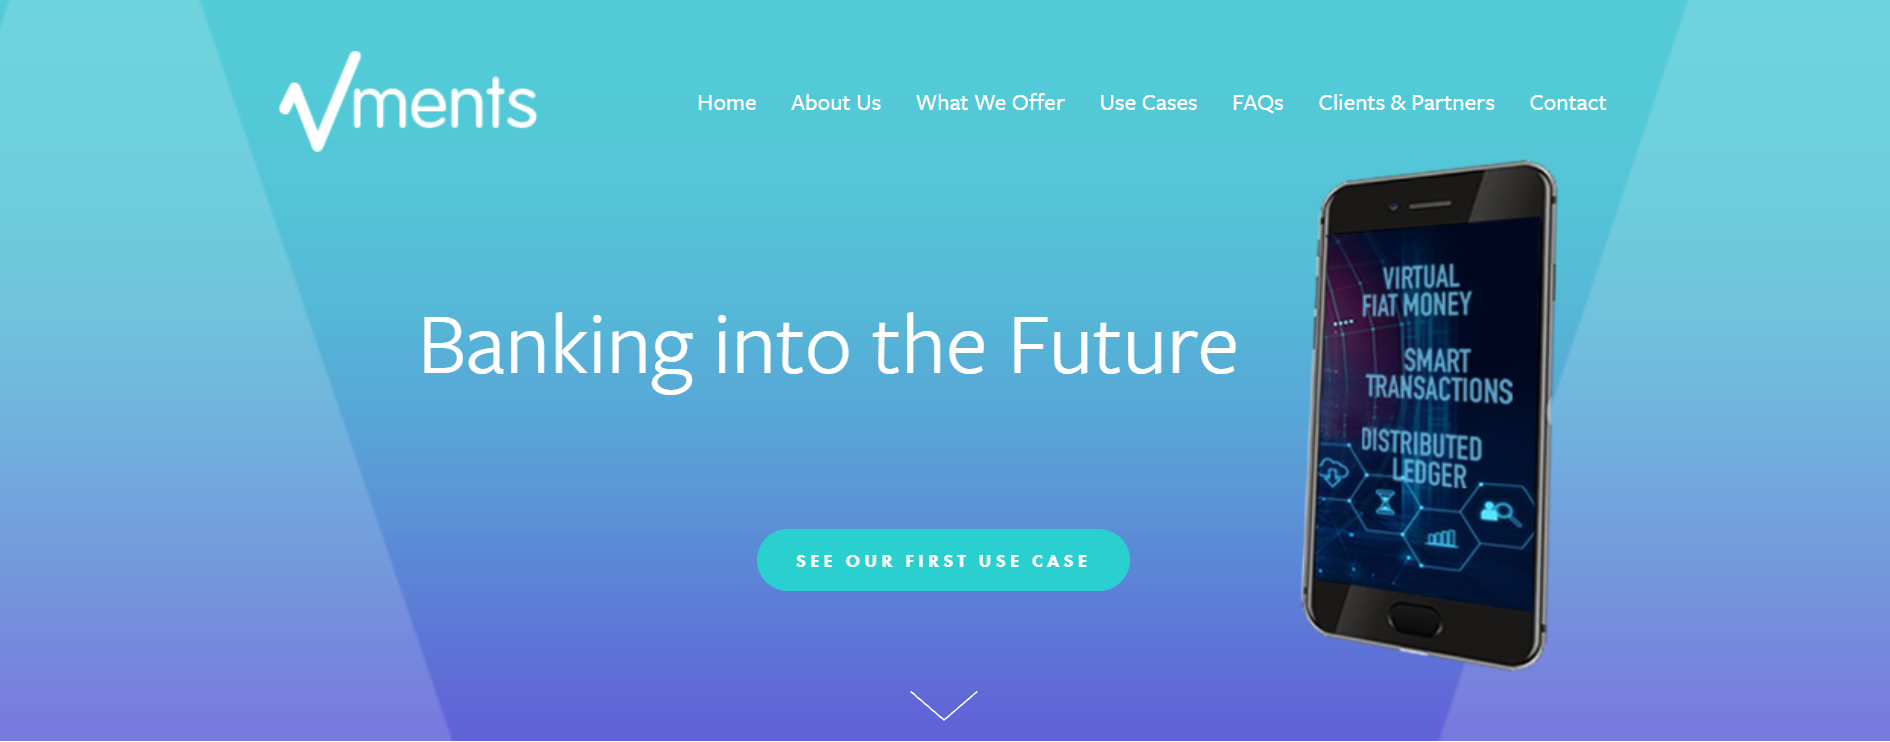 √ments
Home About Us What We Offer Use Cases FAQs Clients & Partners Contact
Banking into the Future
VIRTUAL
FIAT MONEY
SMART
TRANSACTIONS
DISTRIBUTED
LEDGER
SEE OUR FIRST USE CASE